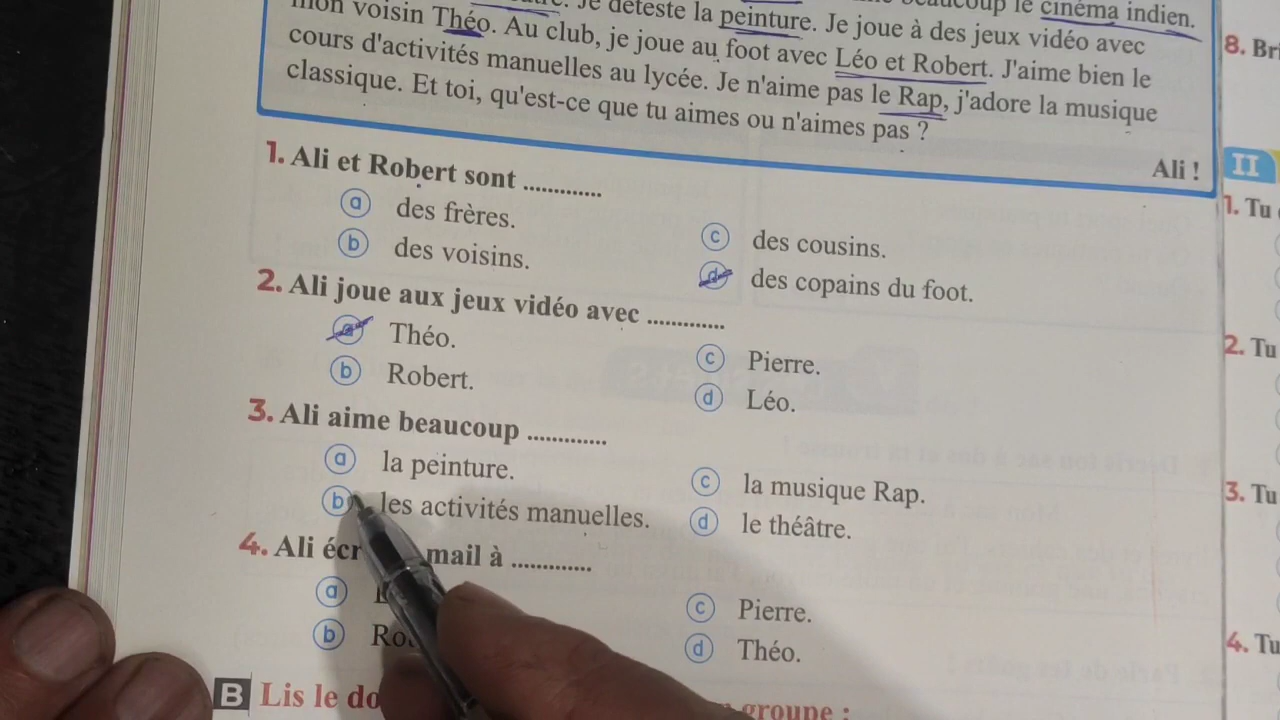 Je déteste la peinture. Je joue à des jeux vidéo avec
beaucoup le cinéma indien.
mon voisin Théo. Au club, je joue au foot avec Léo et Robert. J'aime bien le
cours d'activités manuelles au lycée. Je n'aime pas le Rap, j'adore la musique
classique. Et toi, qu'est-ce que tu aimes ou n'aimes pas ?
Ali !
1. Ali et Robert sont .............
a des frères.
b des voisins.
c des cousins.
d des copains du foot.
2. Ali joue aux jeux vidéo avec .............
a Théo.
b Robert.
c Pierre.
d Léo.
3. Ali aime beaucoup .............
a la peinture.
b les activités manuelles.
c la musique Rap.
d le théâtre.
4. Ali écr mail à .............
a
b
c Pierre.
d Théo.
B Lis le
groupe :
8.
II
1. Tu
2. Tu
3. Tu
4. Tu